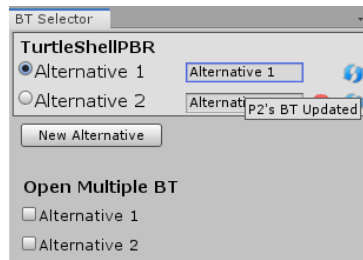 BT Selector
TurtleShellPBR
Alternative 1 Alternative 1
Alternative 2 Alternati
P2's BT Updated
New Alternative
Open Multiple BT
Alternative 1
Alternative 2